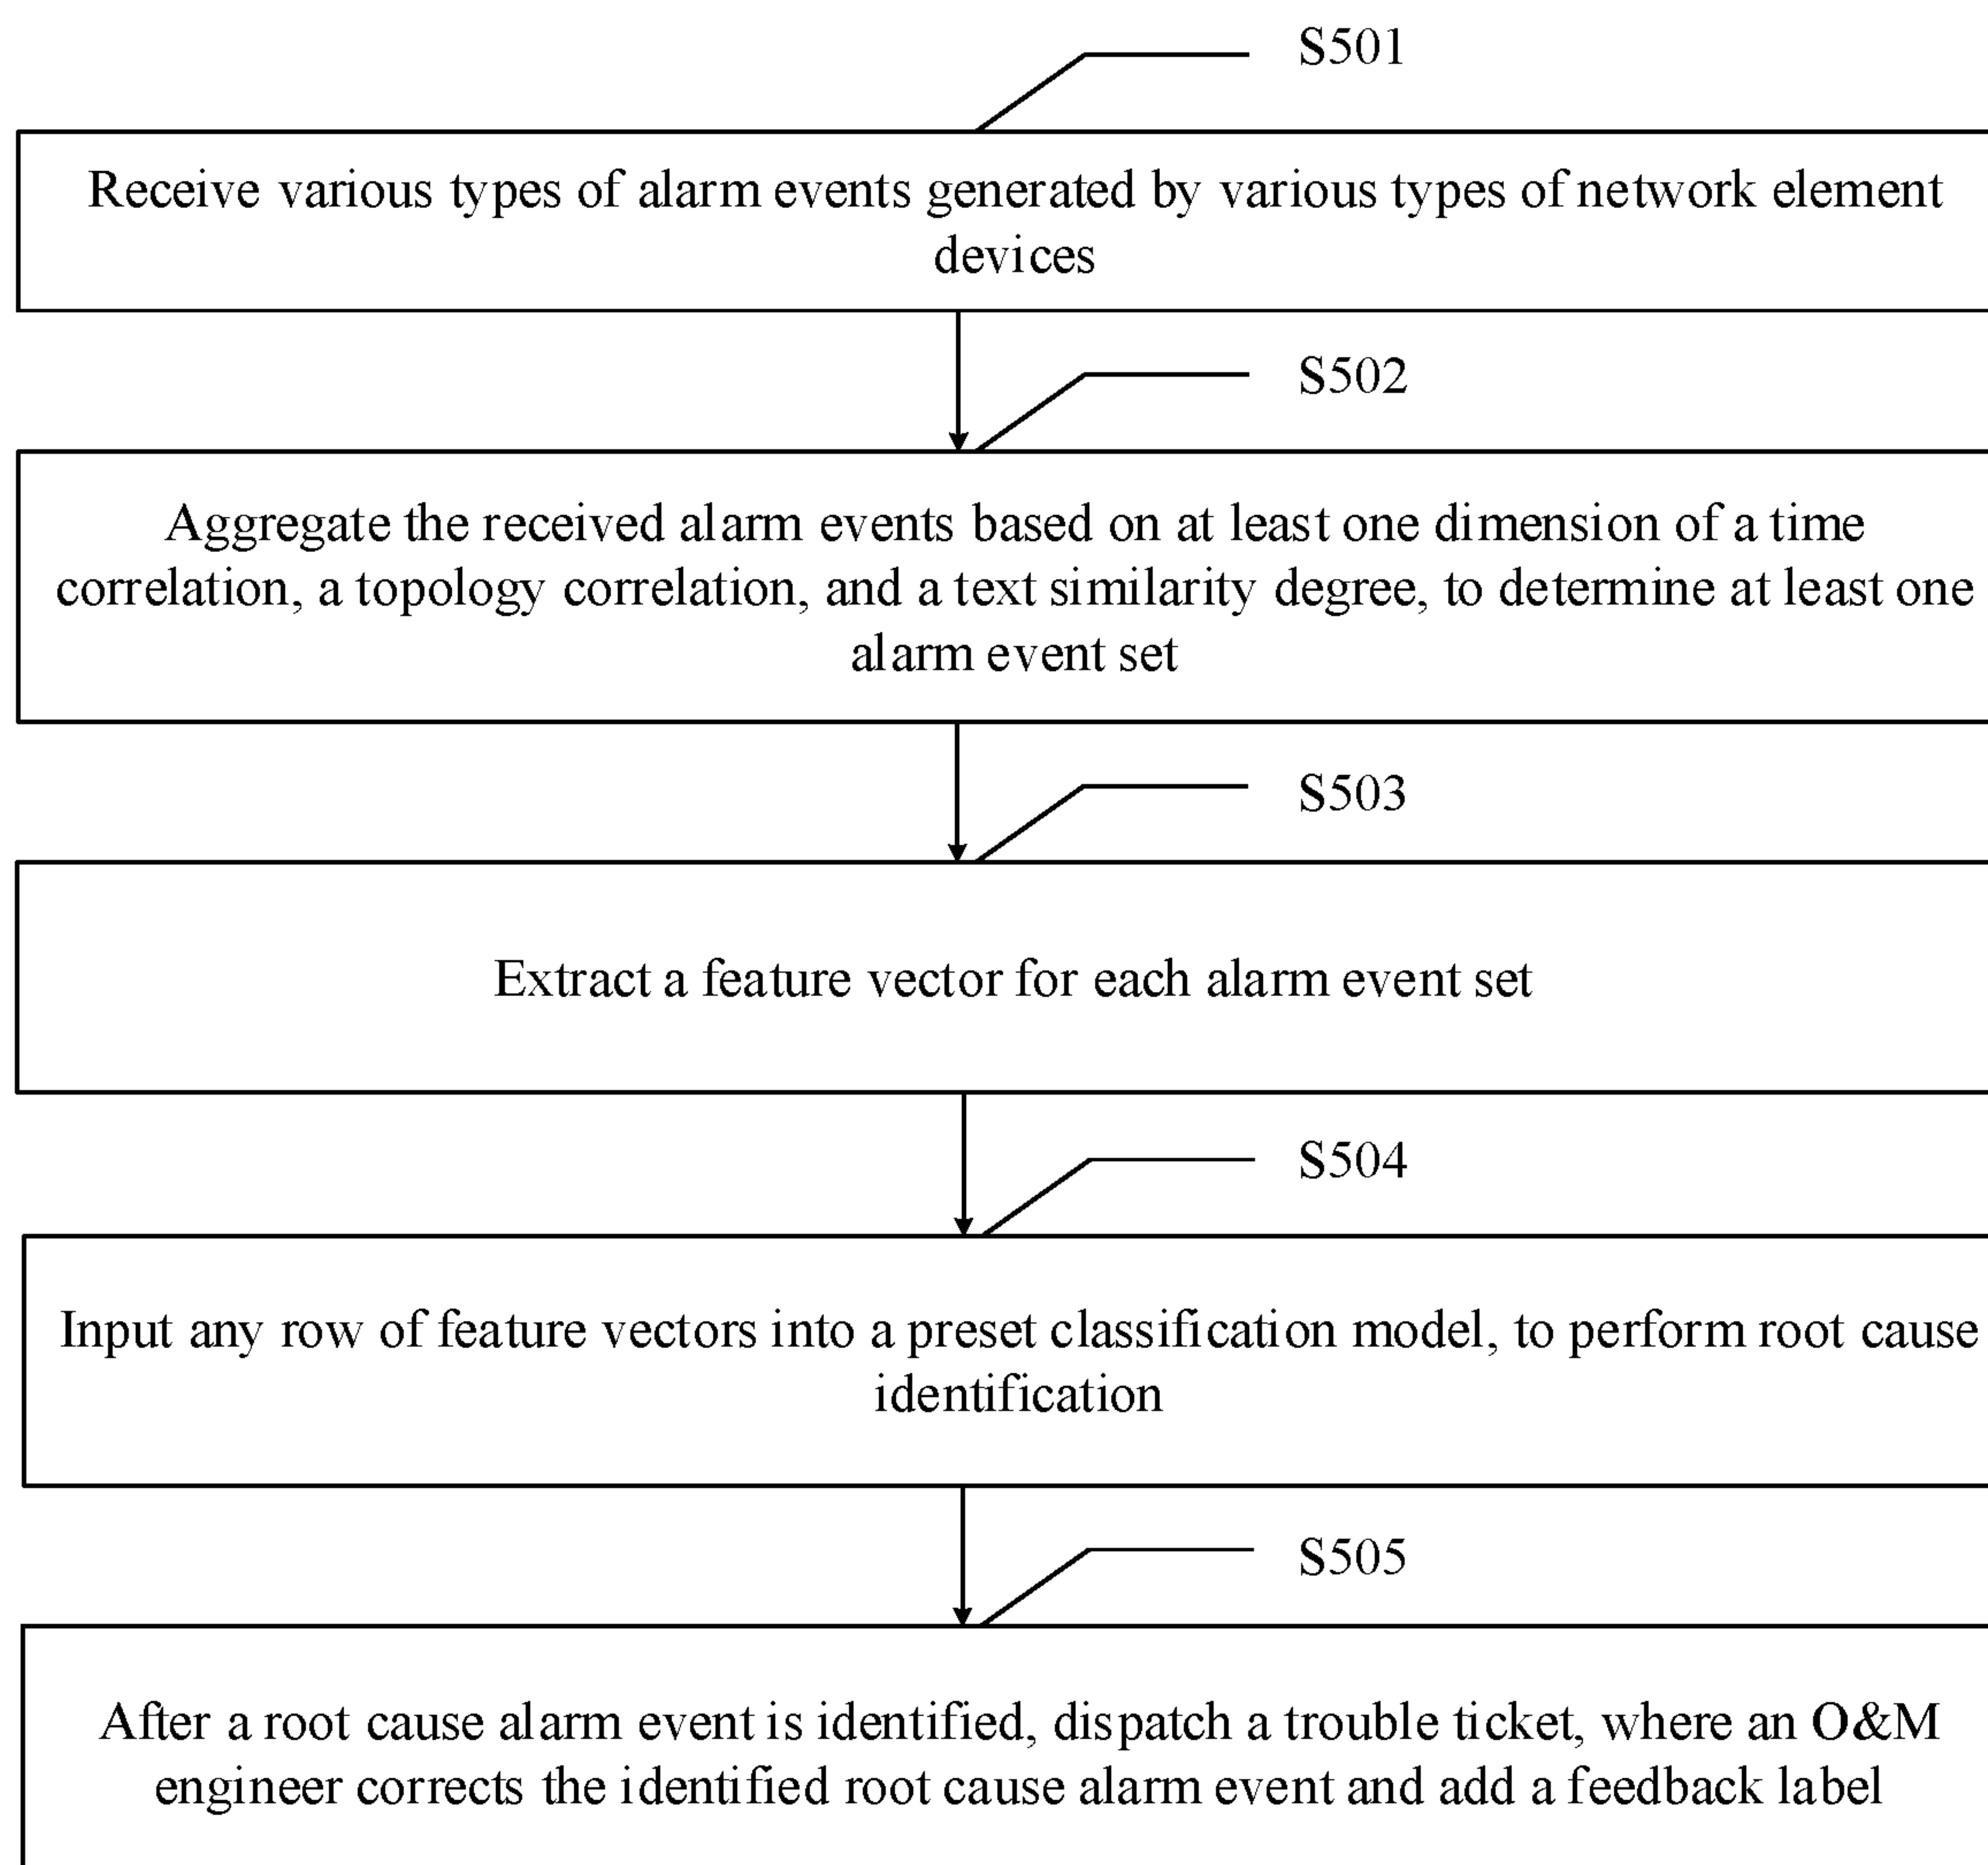 S501
Receive various types of alarm events generated by various types of network element
devices
S502
Aggregate the received alarm events based on at least one dimension of a time
correlation, a topology correlation, and a text similarity degree, to determine at least one
alarm event set
S503
Extract a feature vector for each alarm event set
S504
Input any row of feature vectors into a preset classification model, to perform root cause
identification
S505
After a root cause alarm event is identified, dispatch a trouble ticket, where an O&M
engineer corrects the identified root cause alarm event and add a feedback label